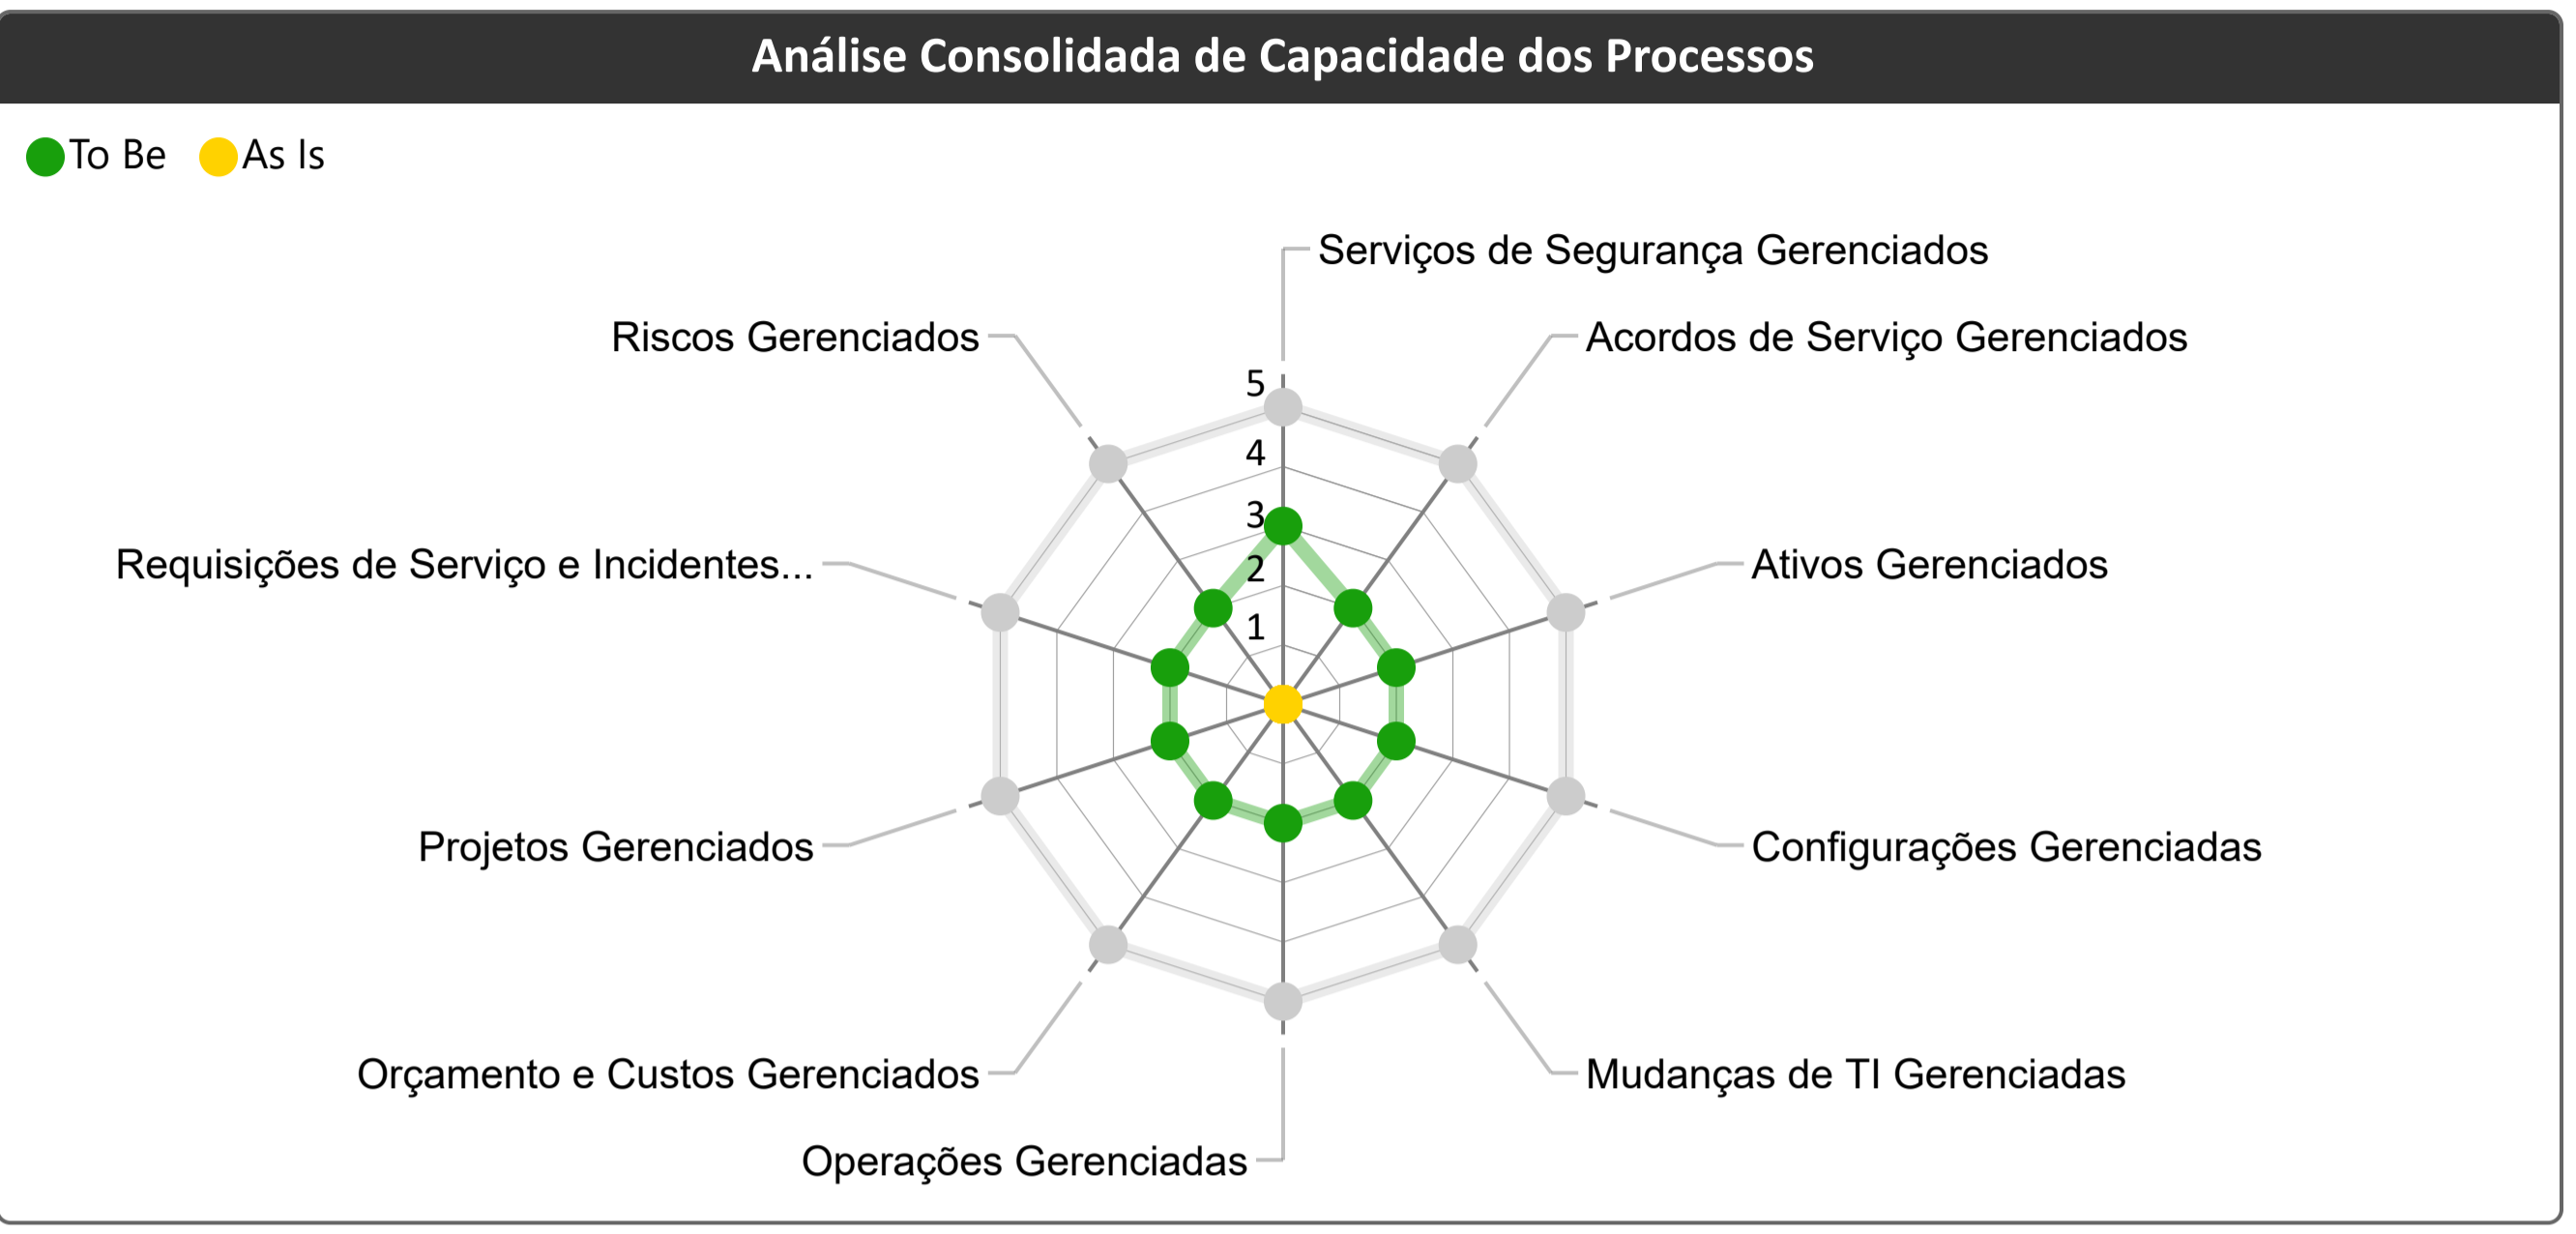 Análise Consolidada de Capacidade dos Processos
To Be
As Is
Serviços de Segurança Gerenciados
Riscos Gerenciados
Acordos de Serviço Gerenciados
5
4
3
Requisições de Serviço e Incidentes...
Ativos Gerenciados
2
1
Projetos Gerenciados
Configurações Gerenciadas
Orçamento e Custos Gerenciados
Mudanças de TI Gerenciadas
Operações Gerenciadas